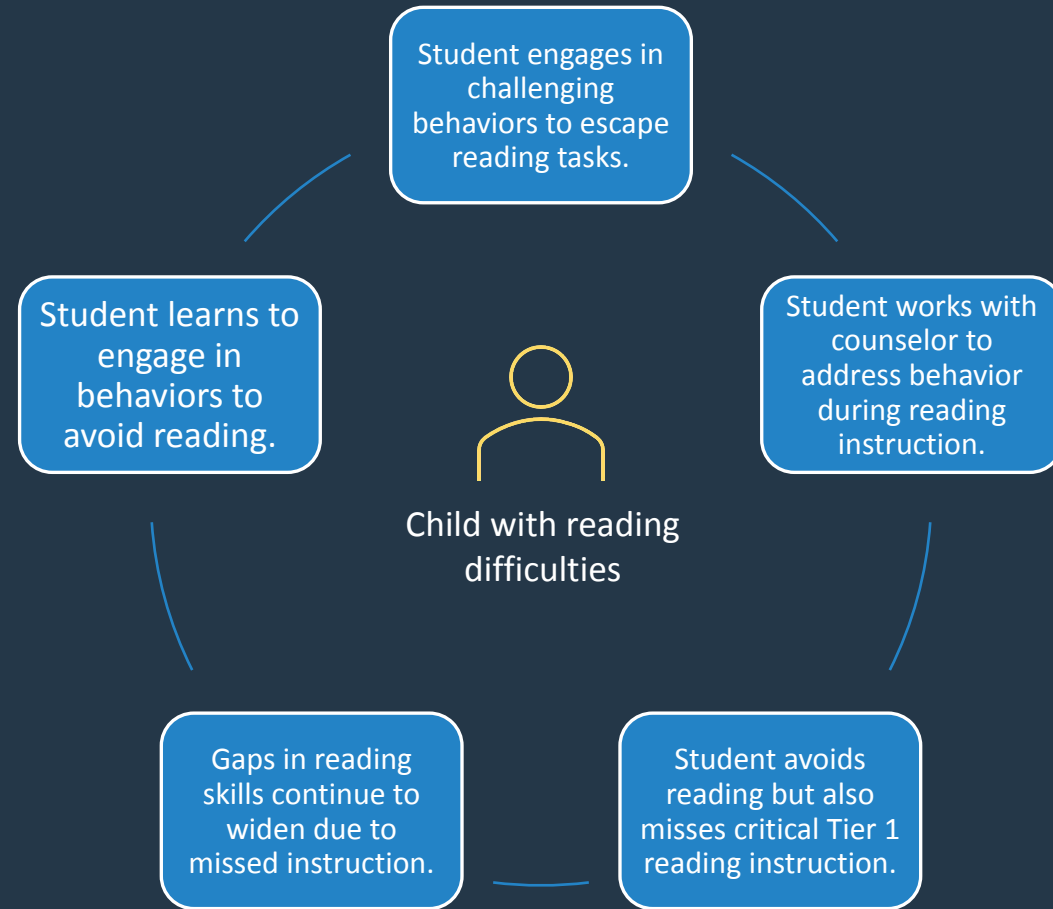 Student engages in
challenging
behaviors to escape
reading tasks.
Student works with
counselor to
address behavior
during reading
instruction.
Student avoids
reading but also
misses critical Tier 1
reading instruction.
Gaps in reading
skills continue to
widen due to
missed instruction.
Student learns to
engage in
behaviors to
avoid reading.
Child with reading
difficulties